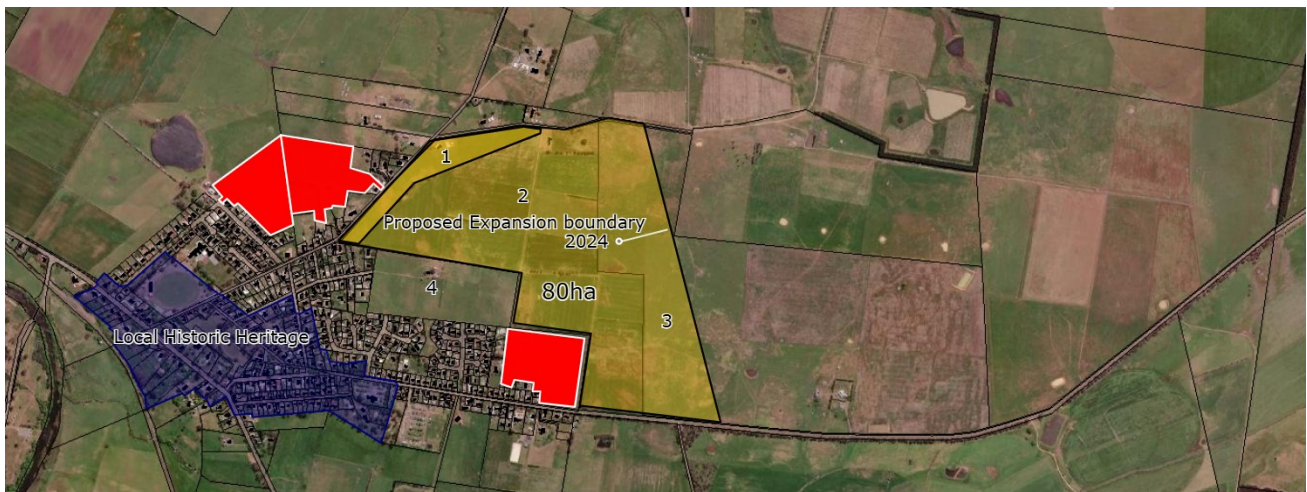 1
2
Proposed Expansion boundary
2024
4
80ha
3
Local Historic Heritage